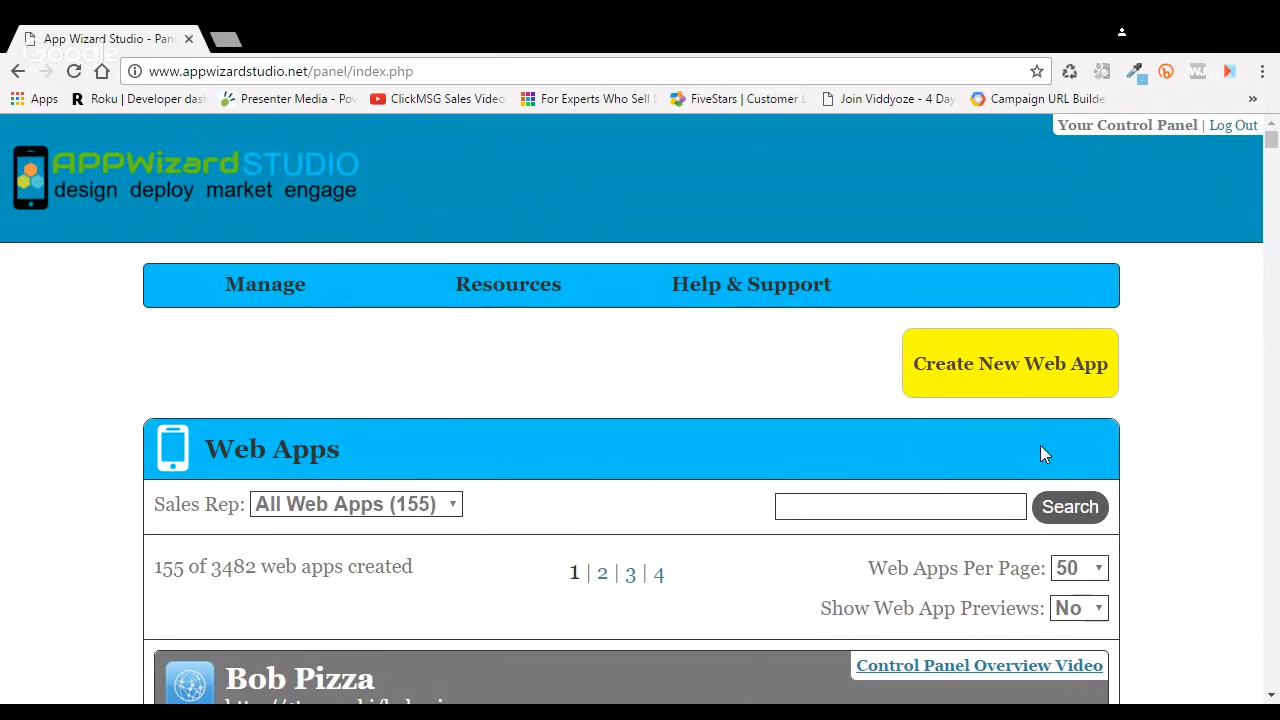 App Wizard Studio - Pan
Google
www.appwizardstudio.net/panel/index.php
Apps
Roku | Developer das
Presenter Media - Pov
ClickMSG Sales Video
For Experts Who Sell E
FiveStars | Customer L
Join Viddyoze - 4 Day
Campaign URL Builde
»
Your Control Panel | Log Out
APPWizardSTUDIO
design deploy market engage
Manage
Resources
Help & Support
Create New Web App
Web Apps
Sales Rep: All Web Apps (155)
Search
155 of 3482 web apps created
1 | 2 | 3 | 4
Web Apps Per Page: 50
Show Web App Previews: No
Bob Pizza
Control Panel Overview Video